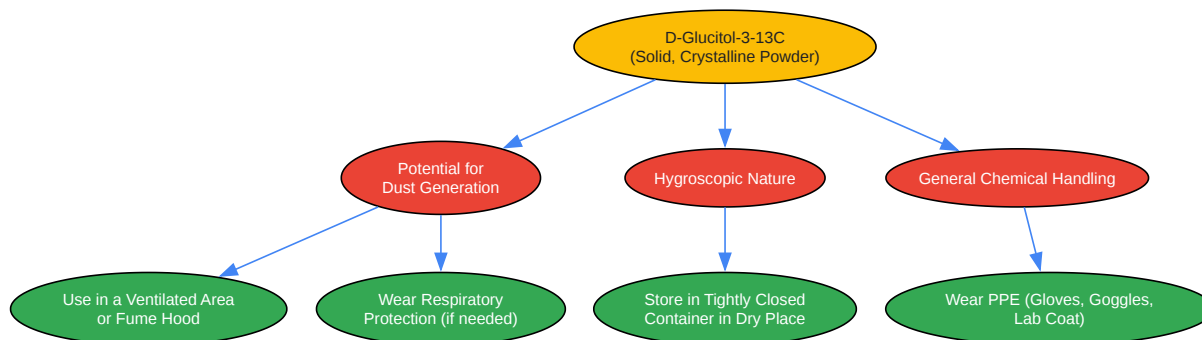 D-Glucitol-3-13C
(Solid, Crystalline Powder)
Potential for
Dust Generation
Hygroscopic Nature
General Chemical Handling
Use in a Ventilated Area
or Fume Hood
Wear Respiratory
Protection (if needed)
Store in Tightly Closed
Container in Dry Place
Wear PPE (Gloves, Goggles,
Lab Coat)